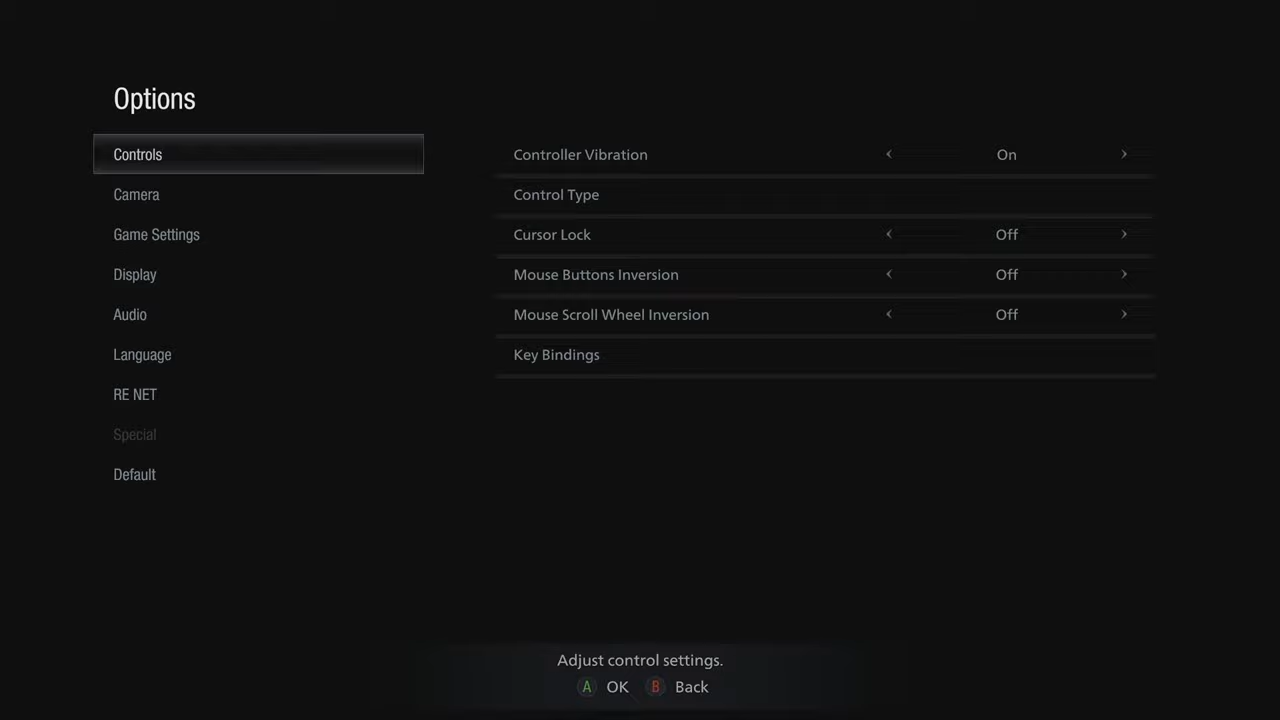 Options
Controls
Camera
Game Settings
Display
Audio
Language
RE NET
Special
Default
Controller Vibration On
Control Type
Cursor Lock Off
Mouse Buttons Inversion Off
Mouse Scroll Wheel Inversion Off
Key Bindings
Adjust control settings.
A OK B Back